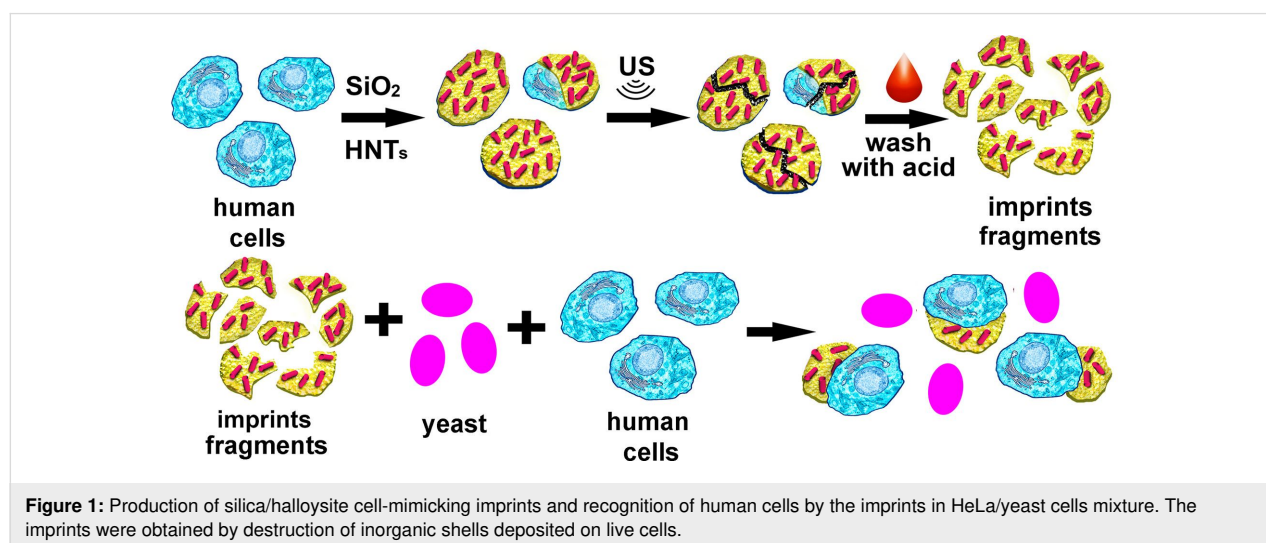 SiO₂
HNTs
US
wash
with acid
human
cells
imprints
fragments
+
+
imprints
fragments
yeast
human
cells
Figure 1: Production of silica/halloysite cell-mimicking imprints and recognition of human cells by the imprints in HeLa/yeast cells mixture. The
imprints were obtained by destruction of inorganic shells deposited on live cells.